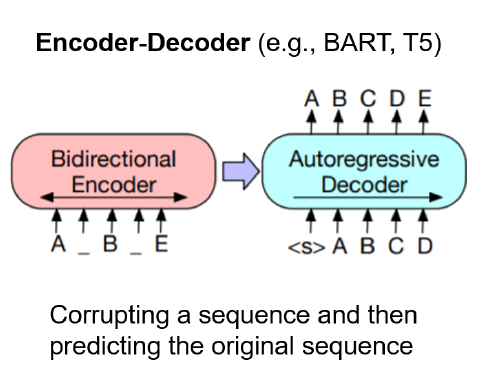 Encoder-Decoder (e.g., BART, T5)
A B C D E
Bidirectional
Encoder
Autoregressive
Decoder
A _ B _ E
<s> A B C D
Corrupting a sequence and then
predicting the original sequence